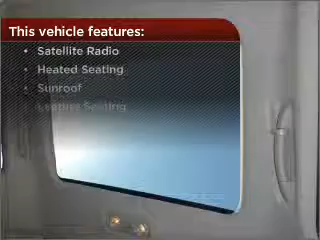 This vehicle features:
• Satellite Radio
• Heated Seating
• Sunroof
• Leather Seating